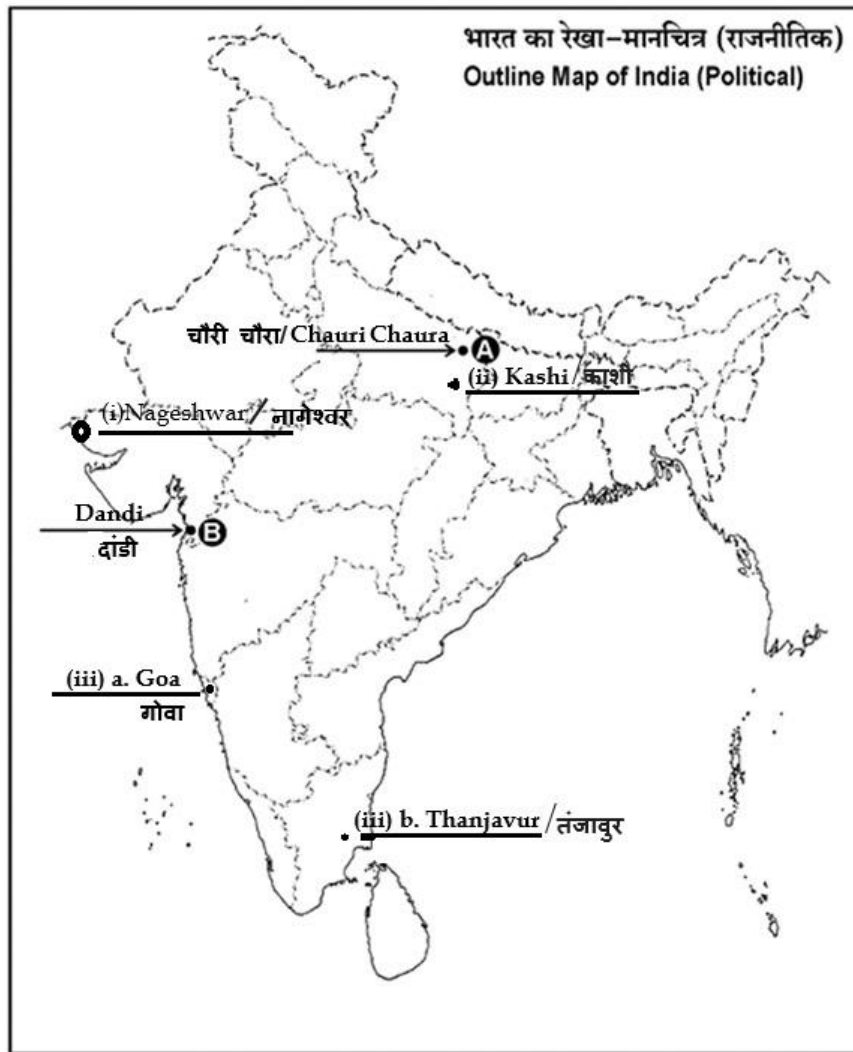 भारत का रेखा-मानचित्र (राजनीतिक)
Outline Map of India (Political)
चौरी चौरा/Chauri Chaura
A
(ii) Kashi/काशी
(i)Nageshwar/नागेश्वर
Dandi
B
दांडी
(iii) a. Goa
गोवा
(iii) b. Thanjavur/तंजावुर